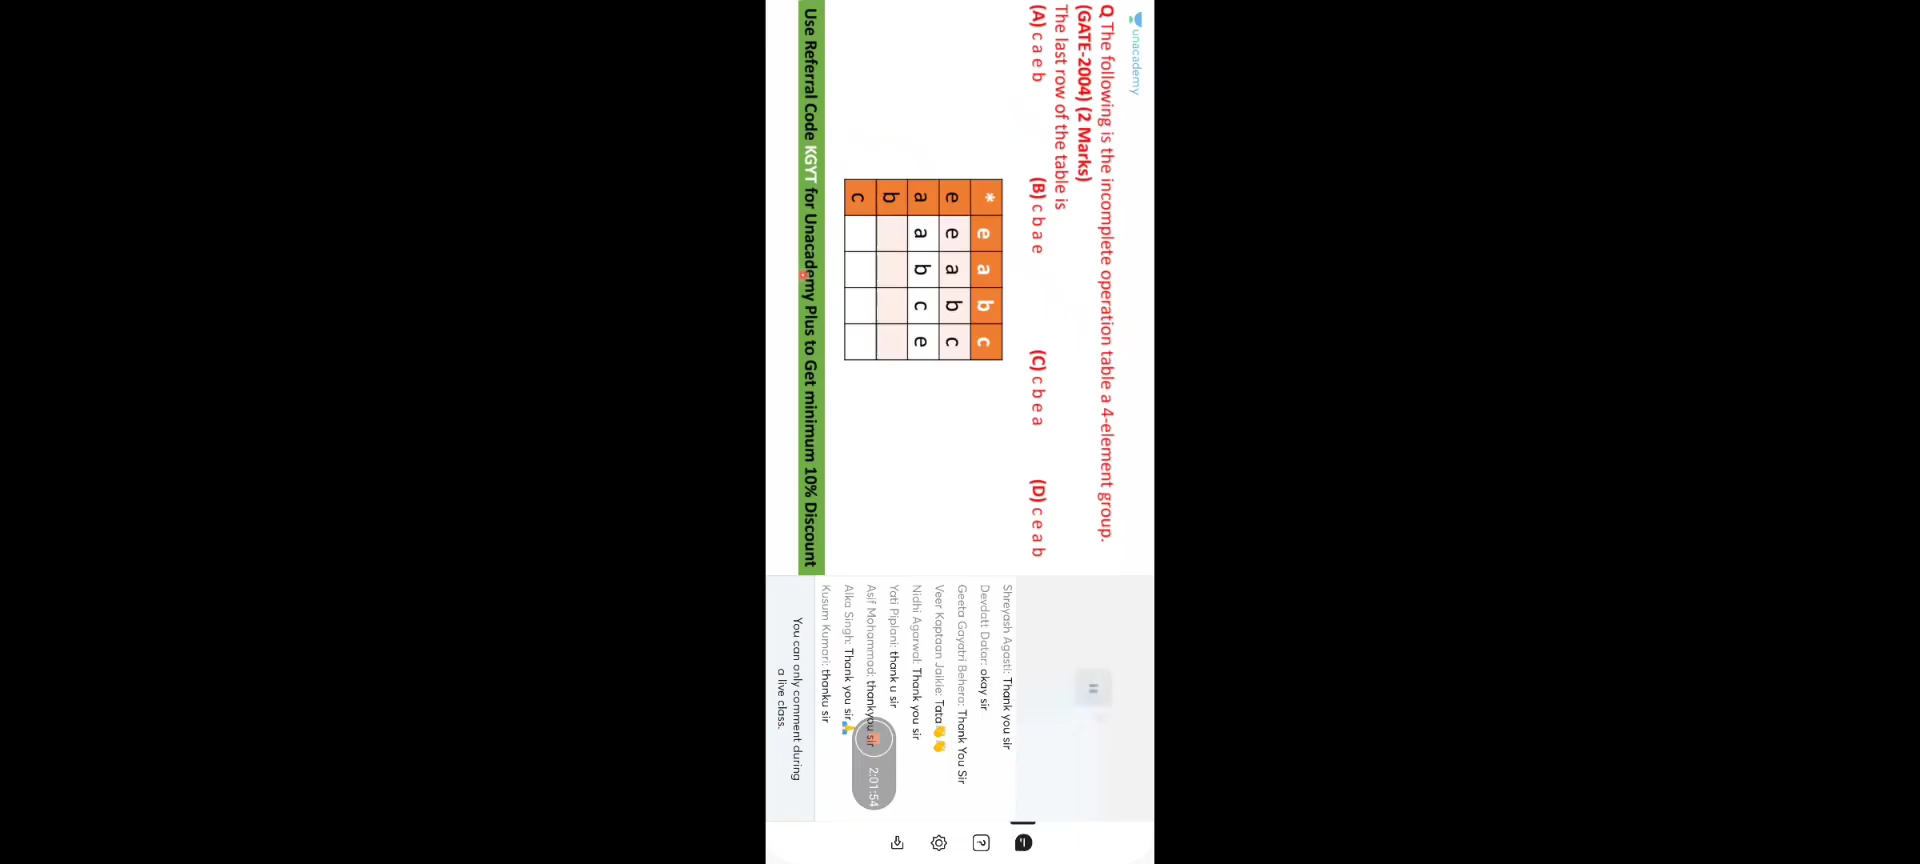 unacademy
Q The following is the incomplete operation table a 4-element group.
(GATE-2004) (2 Marks)
The last row of the table is
(A) c a e b (B) c b a e (C) c b e a (D) c e a b
* e a b c
e e a b c
a a b c e
b
c
Use Referral Code KGYT for Unacademy Plus to Get minimum 10% Discount
Shreyash Agasti: Thank you sir
Devdatt Datar: okay sir
Geeta Gayatri Behera: Thank You Sir
Veer Kaptaan Jaikie: Tata👋👋
Nidhi Agarwal: Thank you sir
Yati Piplani: thank u sir
Asif Mohammad: thankyou sir
Alka Singh: Thank you sir
Kusum Kumari: thanku sir
2:01:54
You can only comment during
a live class.